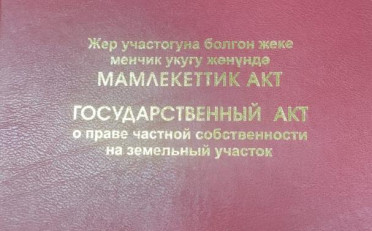 Жер участогуна болгон жеке
менчик укугу жөнүндө
МАМЛЕКЕТТИК АКТ
ГОСУДАРСТВЕННЫЙ АКТ
о праве частной собственности
на земельный участок